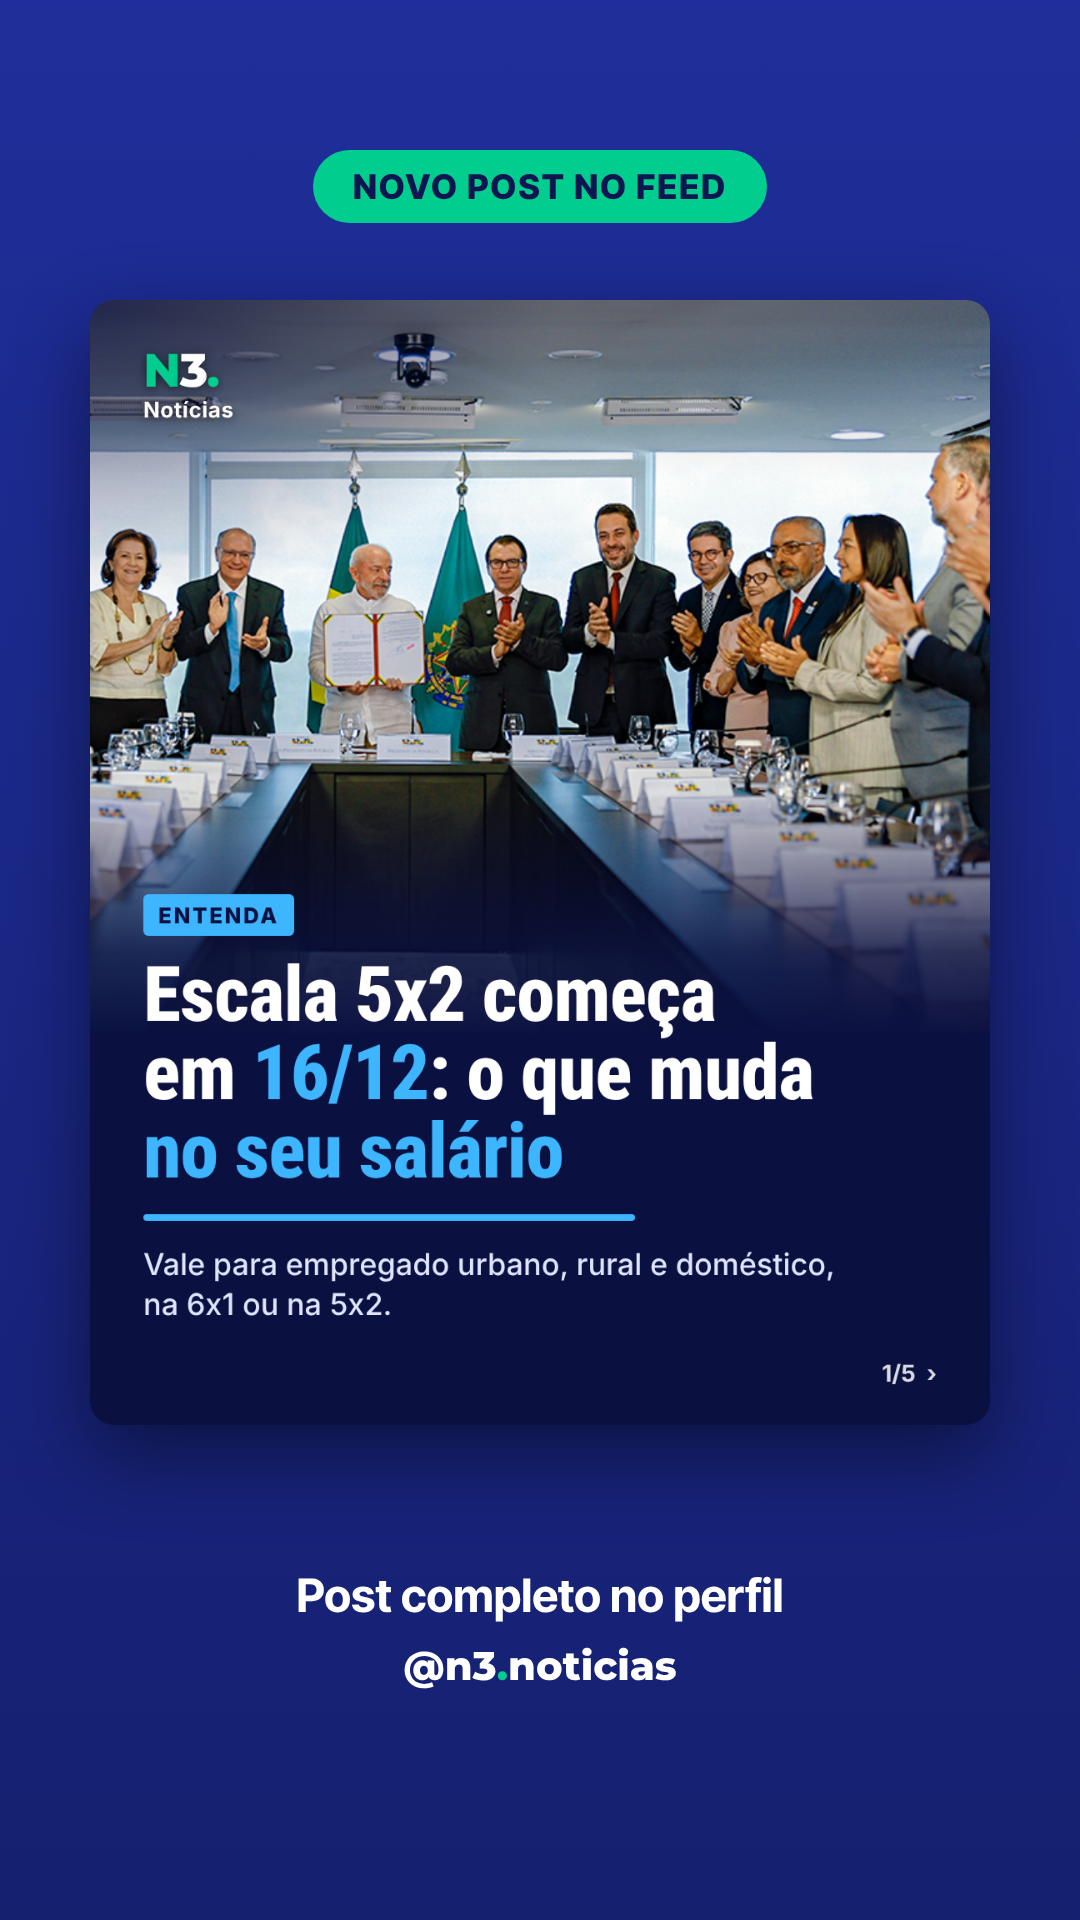 NOVO POST NO FEED
N3.
Notícias
ENTENDA
Escala 5x2 começa
em 16/12: o que muda
no seu salário
Vale para empregado urbano, rural e doméstico,
na 6x1 ou na 5x2.
1/5 ›
Post completo no perfil
@n3.noticias